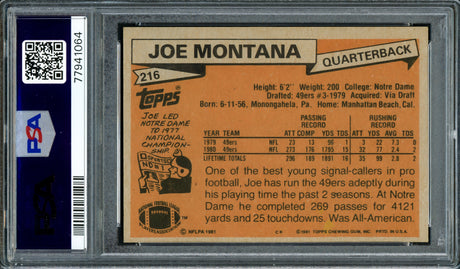 77941064
PSA
JOE MONTANA
QUARTERBACK
216
Topps
Height: 6'2" Weight: 200 College: Notre Dame
Drafted: 49ers #3-1979 Acquired: Via Draft
Born: 6-11-56, Monongahela, Pa. Home: Manhattan Beach, Cal.
JOE LED
NOTRE DAME
TO 1977
NATIONAL
CHAMPION-
SHIP.
SPORTS
NO. 1
PASSING
RECORD
RUSHING
RECORD
YEAR TEAM ATT COMP YDS TDS ATT YDS AVG. TDS
1979 49ers NFL 23 13 96 1 3 22 7.3 0
1980 49ers NFL 273 176 1795 15 32 77 2.4 2
LIFETIME TOTALS 296 189 1891 16 35 99 2.8 2
One of the best young signal-callers in pro
football, Joe has run the 49ers adeptly during
his playing time the past 2 seasons. At Notre
Dame he completed 269 passes for 4121
yards and 25 touchdowns. Was All-American.
© NFLPA 1981
© 1981 TOPPS CHEWING GUM, INC. PRTD. IN U.S.A.